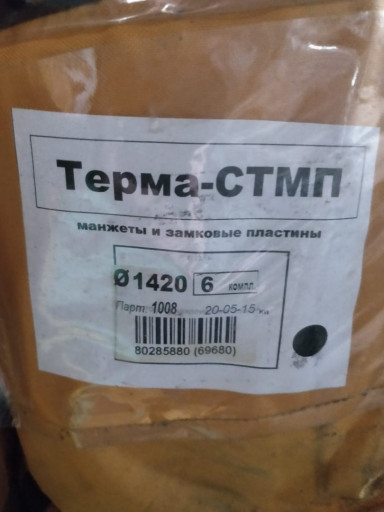 Терма-СТМП
манжеты и замковые пластины
Ø1420 6 компл.
Парт. 1008 20-05-15
80285880 (69680)